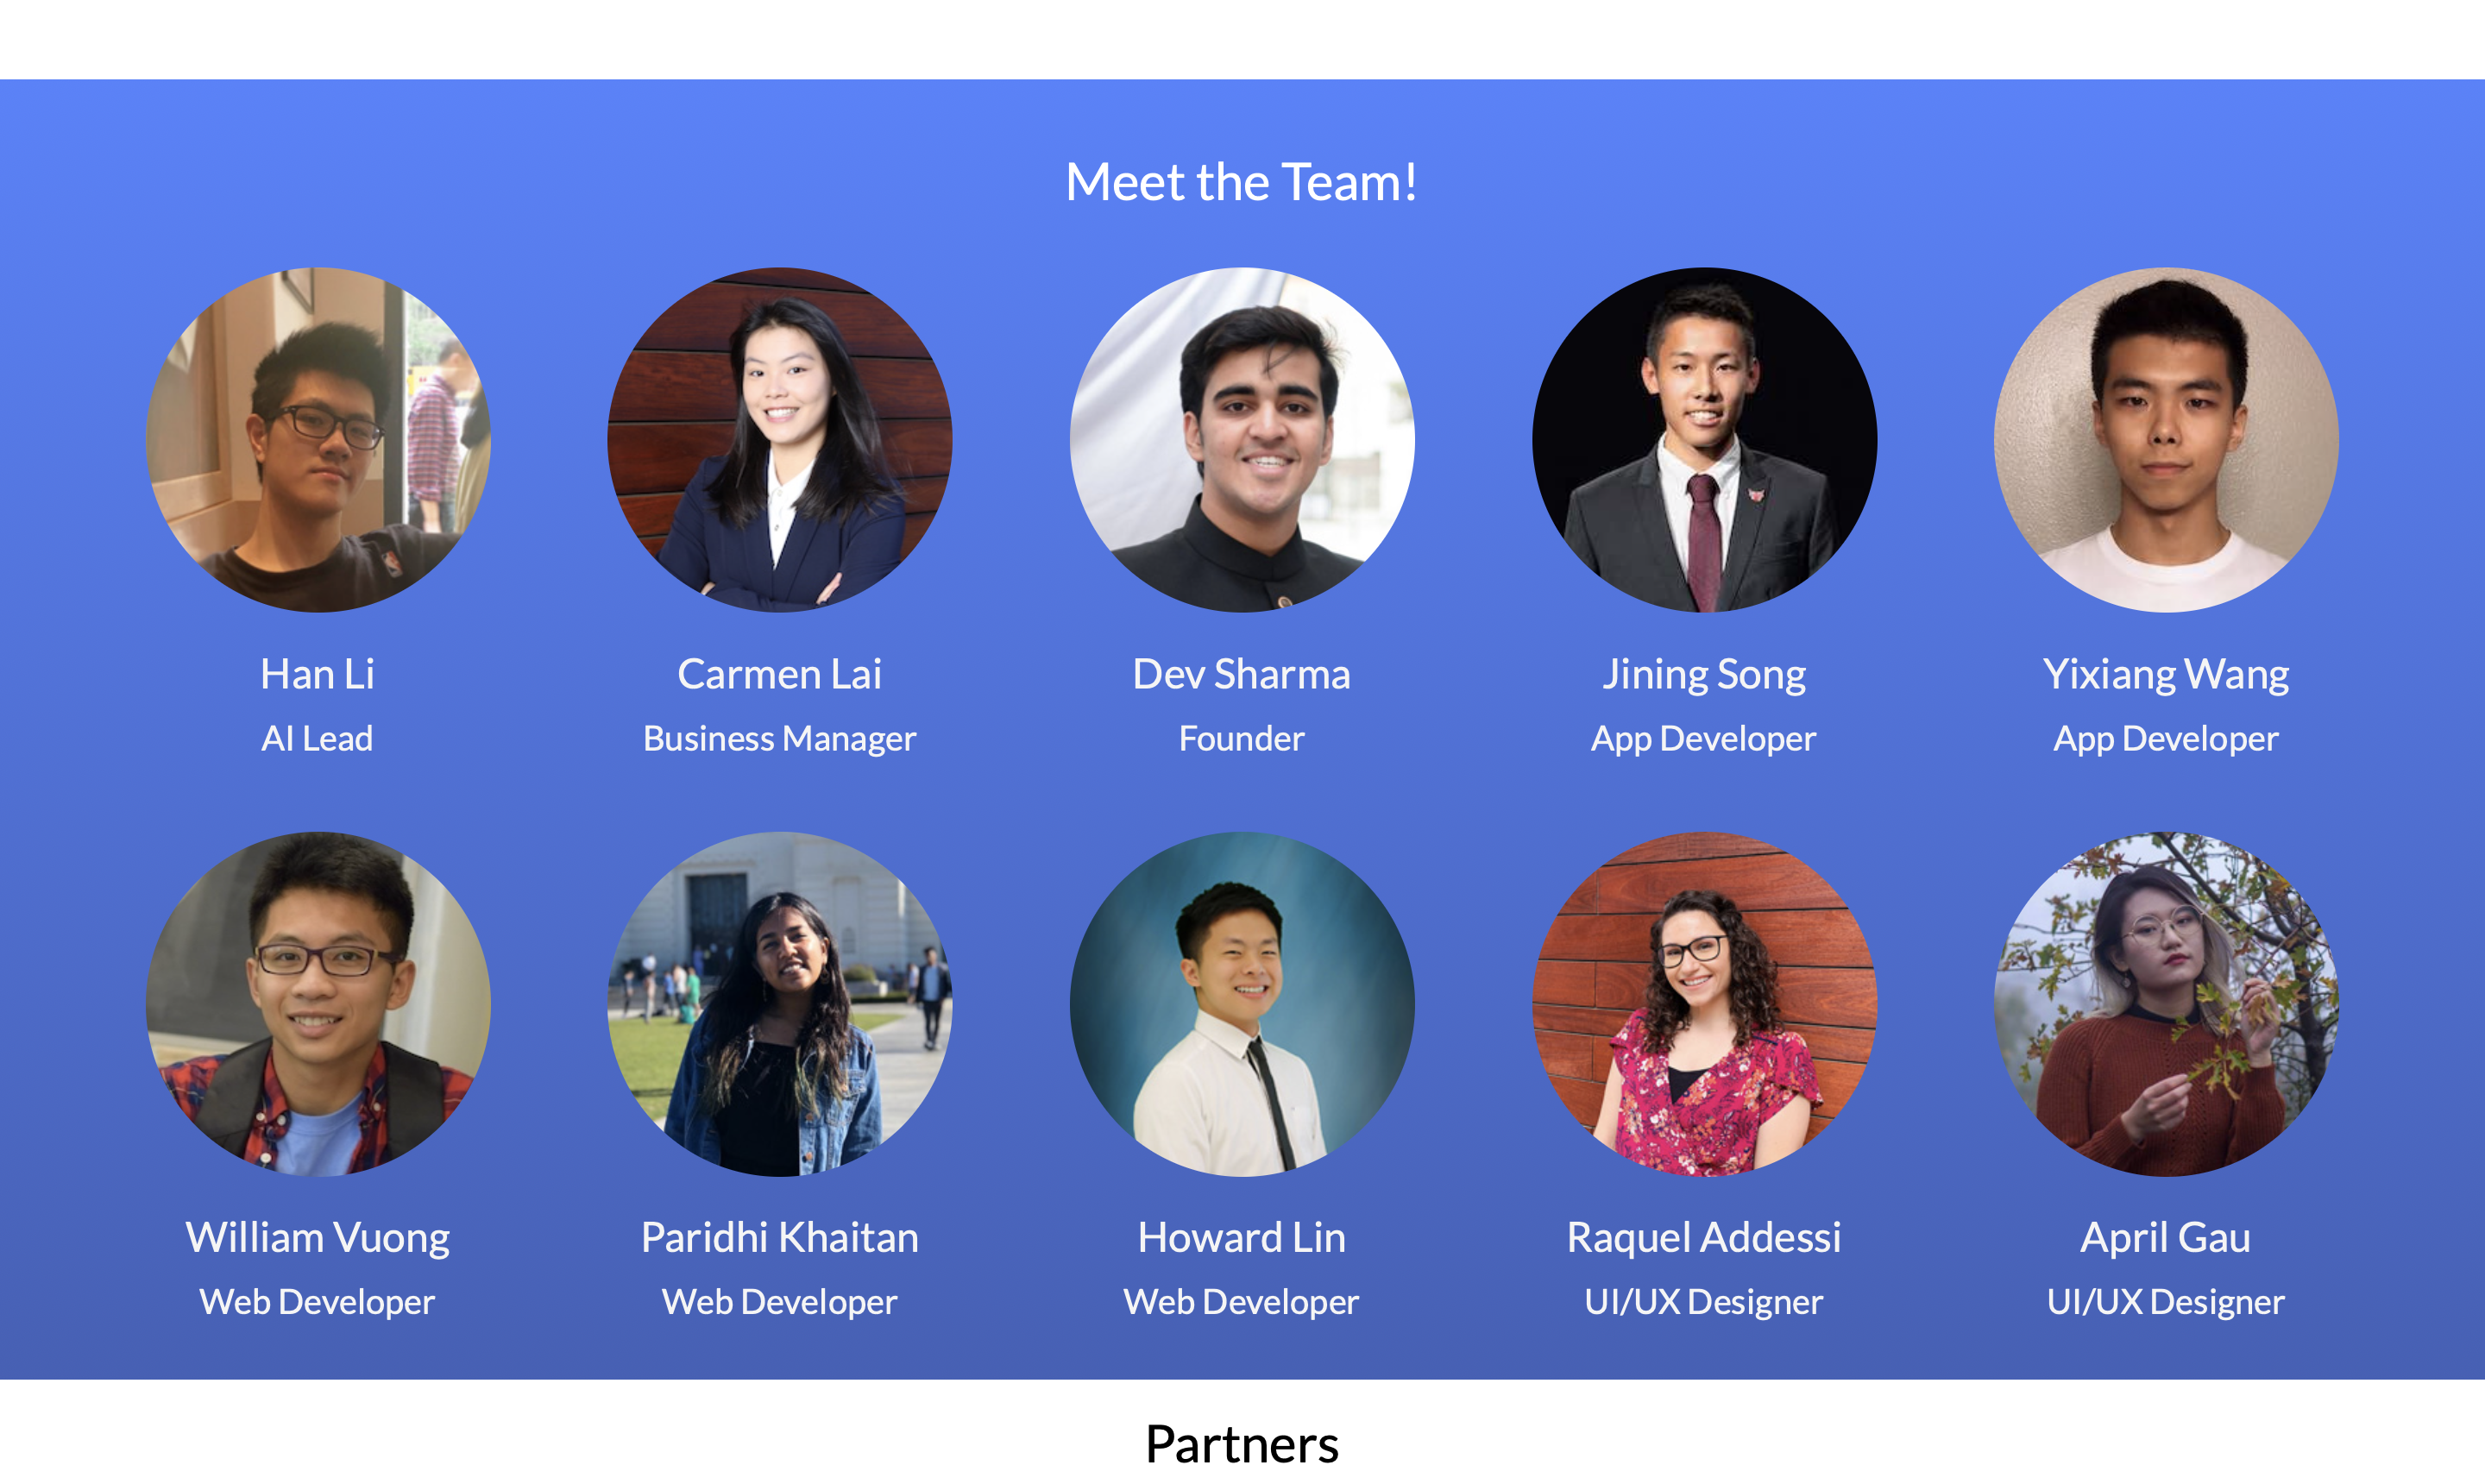 Meet the Team!
Han Li
AI Lead
Carmen Lai
Business Manager
Dev Sharma
Founder
Jining Song
App Developer
Yixiang Wang
App Developer
William Vuong
Web Developer
Paridhi Khaitan
Web Developer
Howard Lin
Web Developer
Raquel Addessi
UI/UX Designer
April Gau
UI/UX Designer
Partners